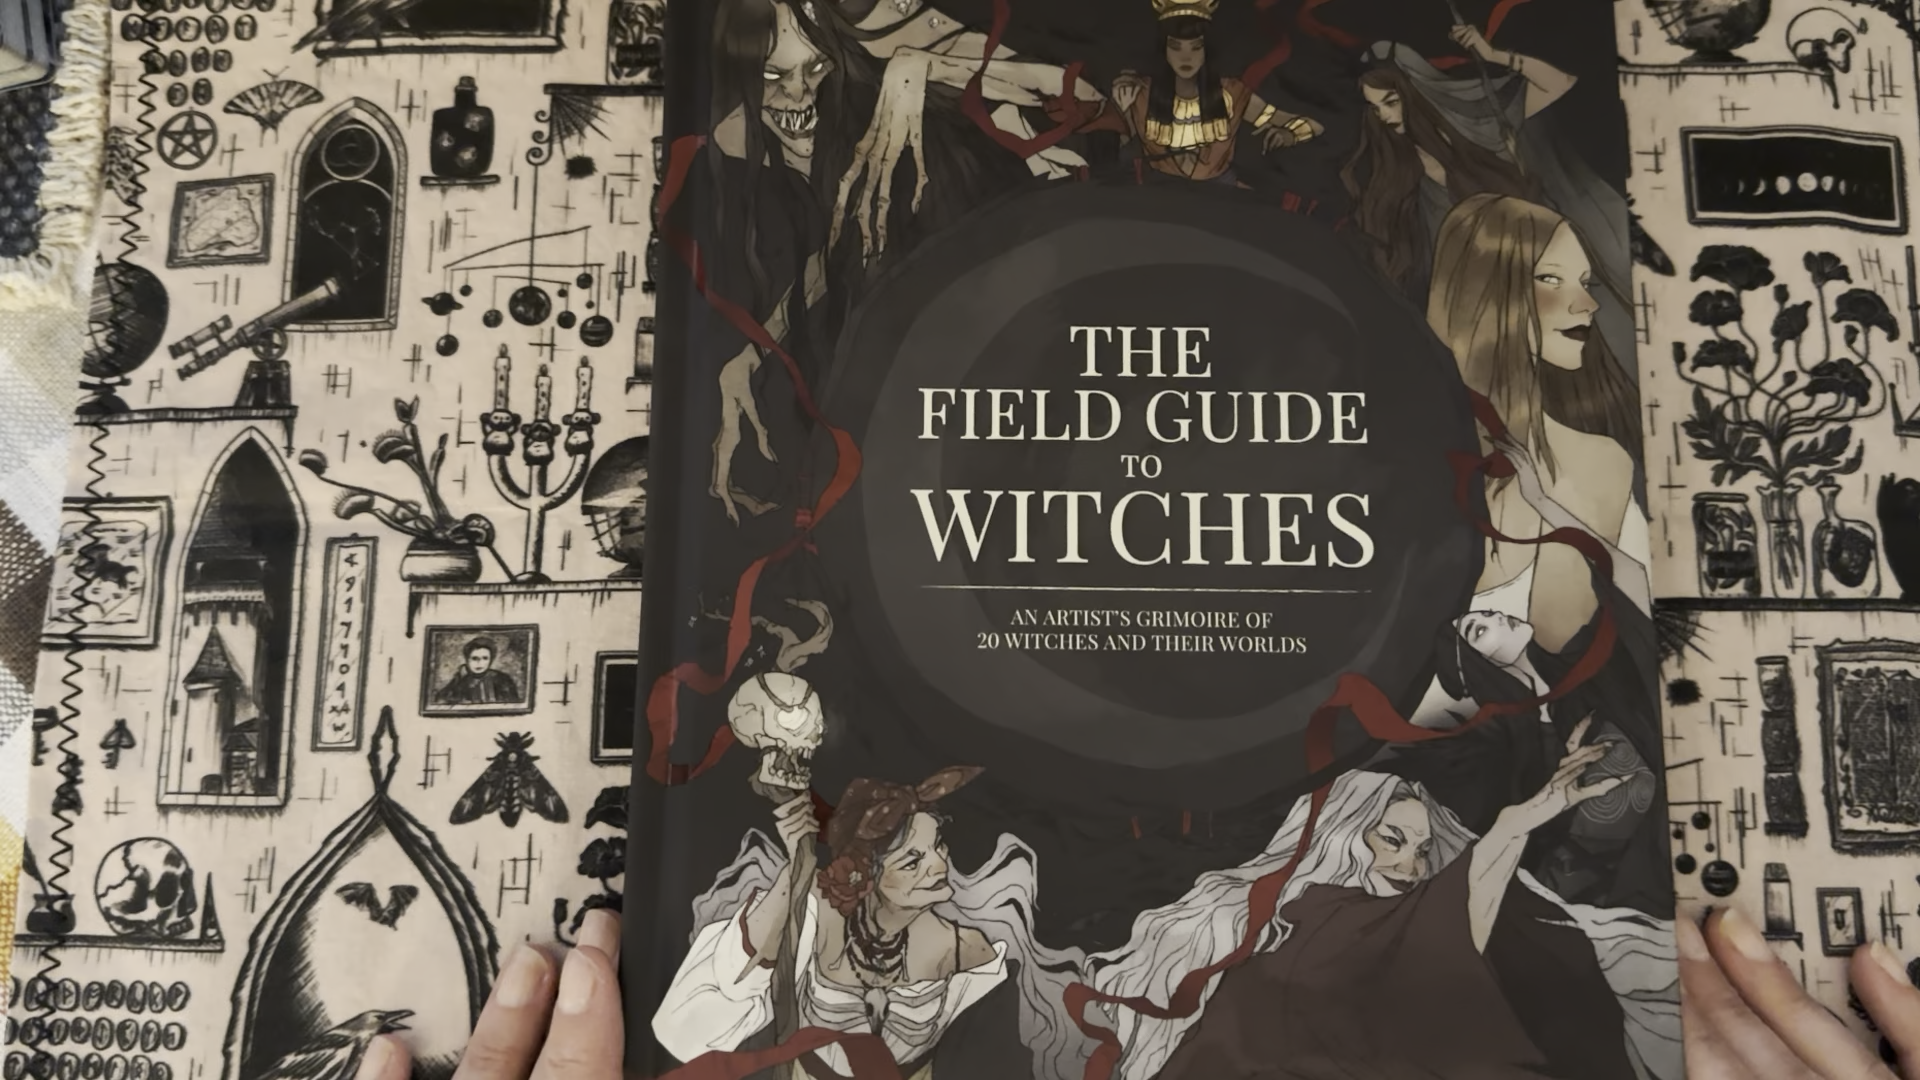 THE
FIELD GUIDE
TO
WITCHES
AN ARTIST'S GRIMOIRE OF
20 WITCHES AND THEIR WORLDS